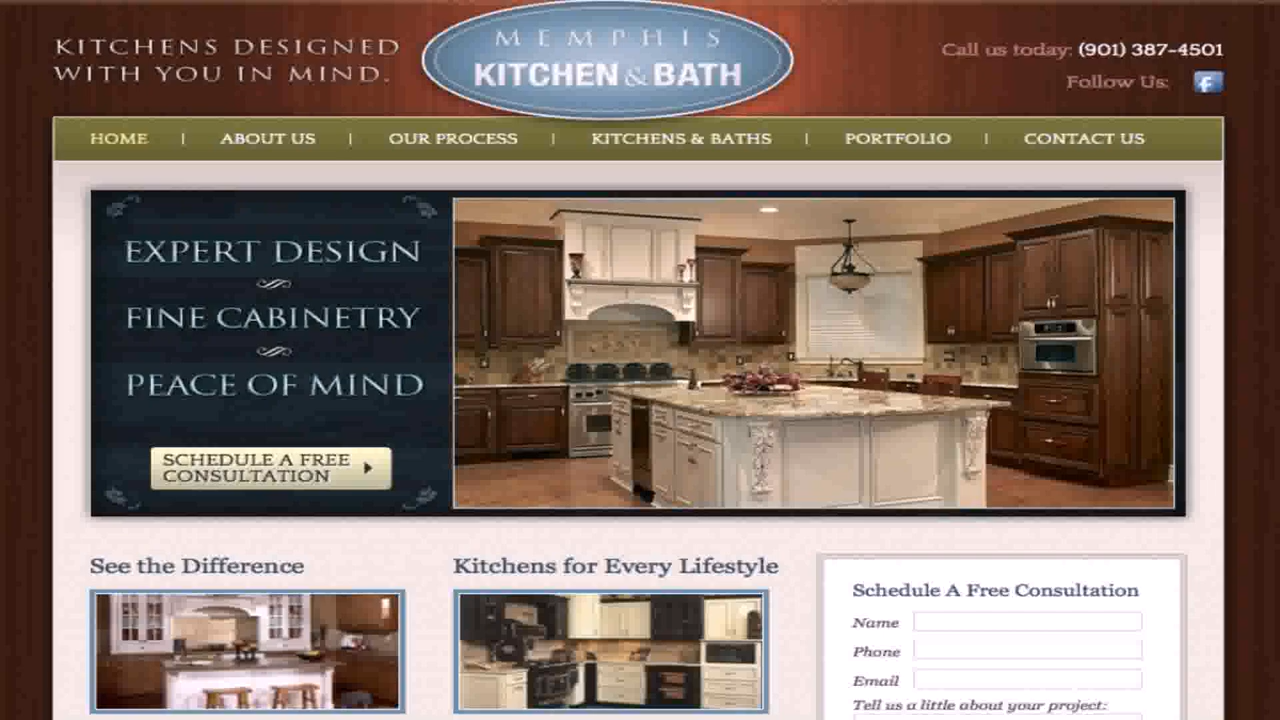 KITCHENS DESIGNED
WITH YOU IN MIND.
MEMPHIS
KITCHEN & BATH
Call us today: (901) 387-4501
Follow Us:
f
HOME | ABOUT US | OUR PROCESS | KITCHENS & BATHS | PORTFOLIO | CONTACT US
EXPERT DESIGN
FINE CABINETRY
PEACE OF MIND
SCHEDULE A FREE
CONSULTATION
See the Difference
Kitchens for Every Lifestyle
Schedule A Free Consultation
Name
Phone
Email
Tell us a little about your project: